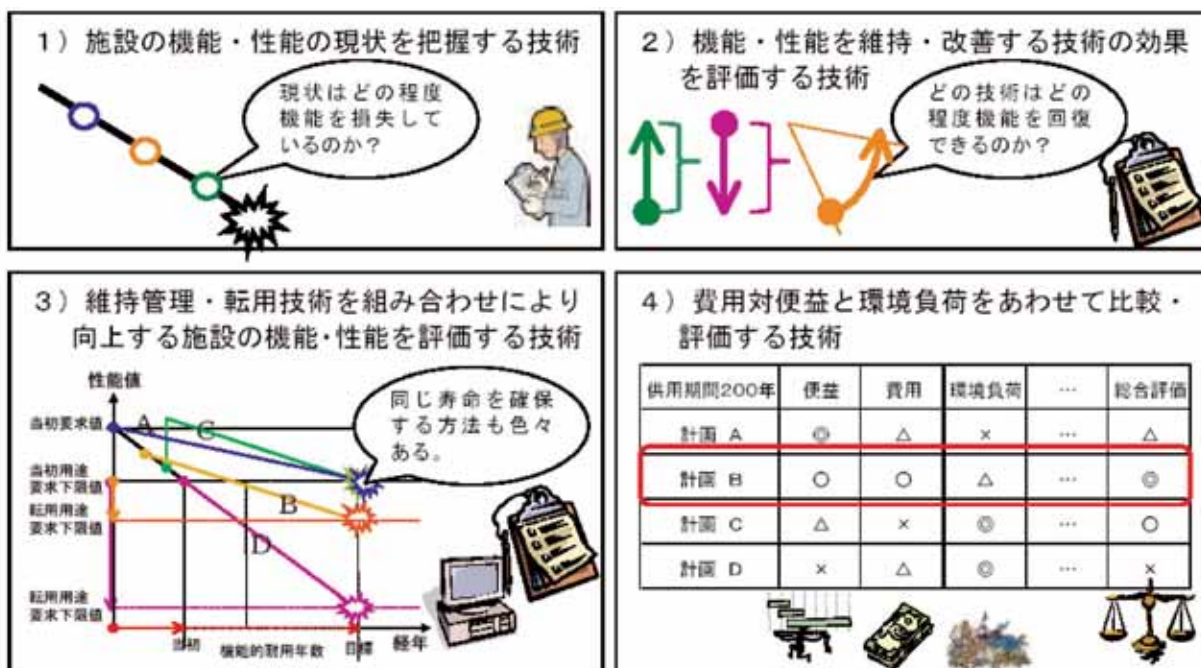 1）施設の機能・性能の現状を把握する技術
現状はどの程度
機能を損失して
いるのか？
2）機能・性能を維持・改善する技術の効果
を評価する技術
どの技術はどの
程度機能を回復
できるのか？
3）維持管理・転用技術を組み合わせにより
向上する施設の機能・性能を評価する技術
性能値
同じ寿命を確保
する方法も色々
ある。
当初要求値
A
C
当初用途
要求下限値
B
転用用途
要求下限値
D
転用用途
要求下限値
当初 機能的耐用年数 目標 経年
4）費用対便益と環境負荷をあわせて比較・
評価する技術
供用期間200年 便益 費用 環境負荷 … 総合評価
計画 A ◎ △ × … △
計画 B ○ ○ △ … ◎
計画 C △ × ◎ … ○
計画 D × △ ◎ … ×